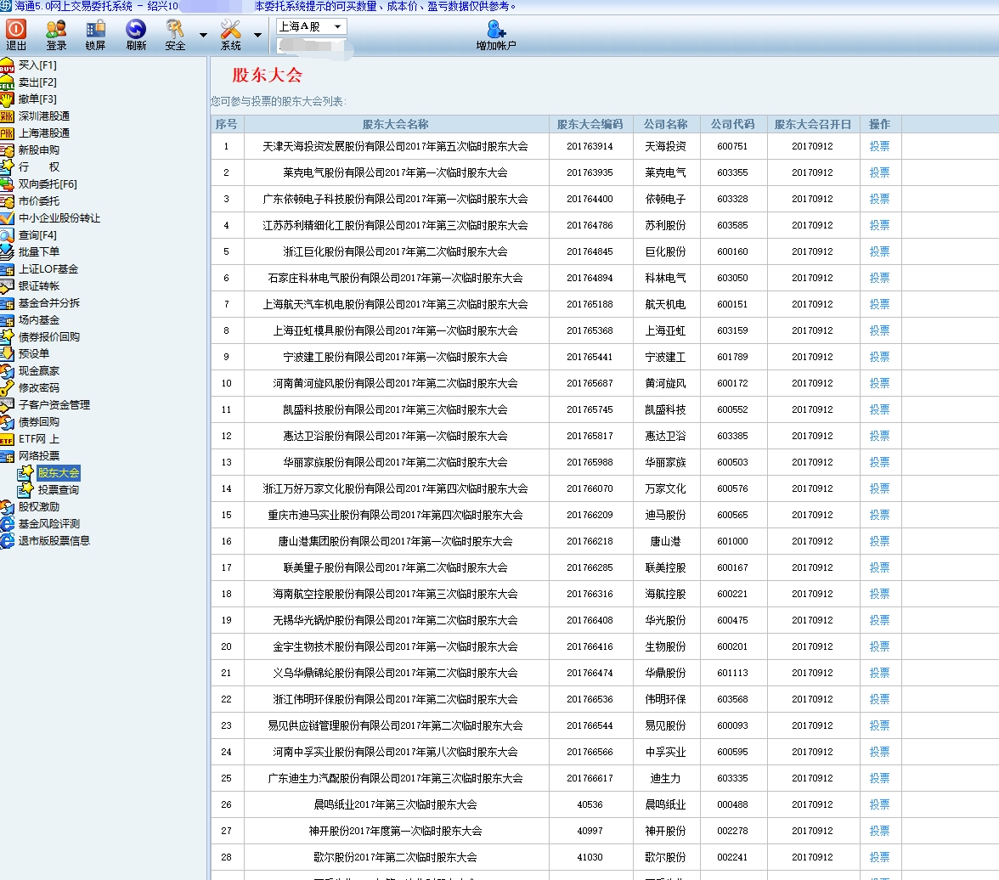 海通5.0网上交易委托系统 - 绍兴10 本委托系统提示的可买数量、成本价、盈亏数据仅供参考。
退出 登录 锁屏 刷新 安全 系统 上海A股 增加帐户
买入[F1]
卖出[F2]
撤单[F3]
深圳港股通
上海港股通
新股申购
行 权
双向委托[F6]
市价委托
中小企业股份转让
查询[F4]
批量下单
上证LOF基金
银证转帐
基金合并分拆
场内基金
债券报价回购
预设单
现金赢家
修改密码
子客户资金管理
债券回购
ETF网上
网络投票
股东大会
投票查询
股权激励
基金风险评测
退市版股票信息
股东大会
您可参与投票的股东大会列表:
序号 股东大会名称 股东大会编码 公司名称 公司代码 股东大会召开日 操作
1 天津天海投资发展股份有限公司2017年第五次临时股东大会 201763914 天海投资 600751 20170912 投票
2 莱克电气股份有限公司2017年第一次临时股东大会 201763935 莱克电气 603355 20170912 投票
3 广东依顿电子科技股份有限公司2017年第一次临时股东大会 201764400 依顿电子 603328 20170912 投票
4 江苏苏利精细化工股份有限公司2017年第三次临时股东大会 201764786 苏利股份 603585 20170912 投票
5 浙江巨化股份有限公司2017年第二次临时股东大会 201764845 巨化股份 600160 20170912 投票
6 石家庄科林电气股份有限公司2017年第一次临时股东大会 201764894 科林电气 603050 20170912 投票
7 上海航天汽车机电股份有限公司2017年第三次临时股东大会 201765188 航天机电 600151 20170912 投票
8 上海亚虹模具股份有限公司2017年第一次临时股东大会 201765368 上海亚虹 603159 20170912 投票
9 宁波建工股份有限公司2017年第一次临时股东大会 201765441 宁波建工 601789 20170912 投票
10 河南黄河旋风股份有限公司2017年第二次临时股东大会 201765687 黄河旋风 600172 20170912 投票
11 凯盛科技股份有限公司2017年第三次临时股东大会 201765745 凯盛科技 600552 20170912 投票
12 惠达卫浴股份有限公司2017年第一次临时股东大会 201765817 惠达卫浴 603385 20170912 投票
13 华丽家族股份有限公司2017年第二次临时股东大会 201765988 华丽家族 600503 20170912 投票
14 浙江万好万家文化股份有限公司2017年第四次临时股东大会 201766070 万家文化 600576 20170912 投票
15 重庆市迪马实业股份有限公司2017年第四次临时股东大会 201766209 迪马股份 600565 20170912 投票
16 唐山港集团股份有限公司2017年第一次临时股东大会 201766218 唐山港 601000 20170912 投票
17 联美量子股份有限公司2017年第二次临时股东大会 201766285 联美控股 600167 20170912 投票
18 海南航空控股股份有限公司2017年第三次临时股东大会 201766316 海航控股 600221 20170912 投票
19 无锡华光锅炉股份有限公司2017年第二次临时股东大会 201766408 华光股份 600475 20170912 投票
20 金宇生物技术股份有限公司2017年第一次临时股东大会 201766416 生物股份 600201 20170912 投票
21 义乌华鼎锦纶股份有限公司2017年第二次临时股东大会 201766474 华鼎股份 601113 20170912 投票
22 浙江伟明环保股份有限公司2017年第二次临时股东大会 201766536 伟明环保 603568 20170912 投票
23 易见供应链管理股份有限公司2017年第二次临时股东大会 201766544 易见股份 600093 20170912 投票
24 河南中孚实业股份有限公司2017年第八次临时股东大会 201766566 中孚实业 600595 20170912 投票
25 广东迪生力汽配股份有限公司2017年第三次临时股东大会 201766617 迪生力 603335 20170912 投票
26 晨鸣纸业2017年第三次临时股东大会 40536 晨鸣纸业 000488 20170912 投票
27 神开股份2017年度第一次临时股东大会 40997 神开股份 002278 20170912 投票
28 歌尔股份2017年第二次临时股东大会 41030 歌尔股份 002241 20170912 投票